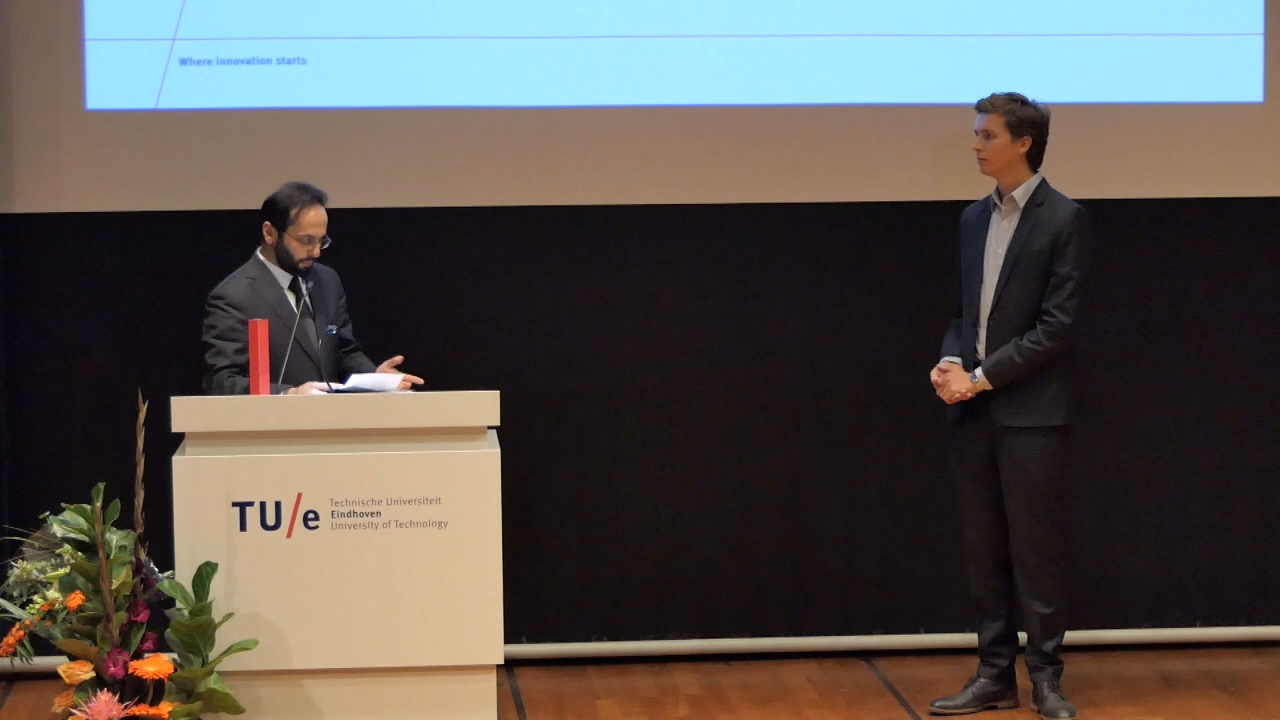 Where innovation starts
TU/e
Technische Universiteit
Eindhoven
University of Technology